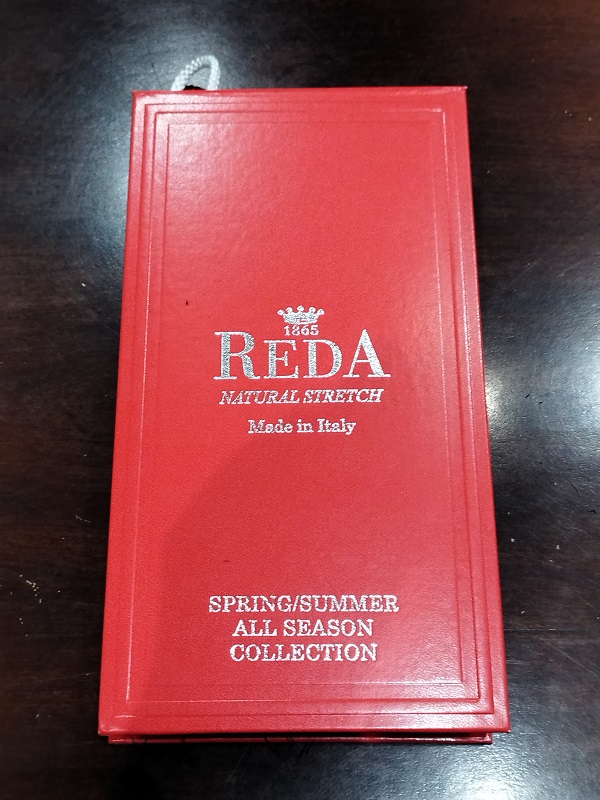 1865
REDA
NATURAL STRETCH
Made in Italy
SPRING/SUMMER
ALL SEASON
COLLECTION